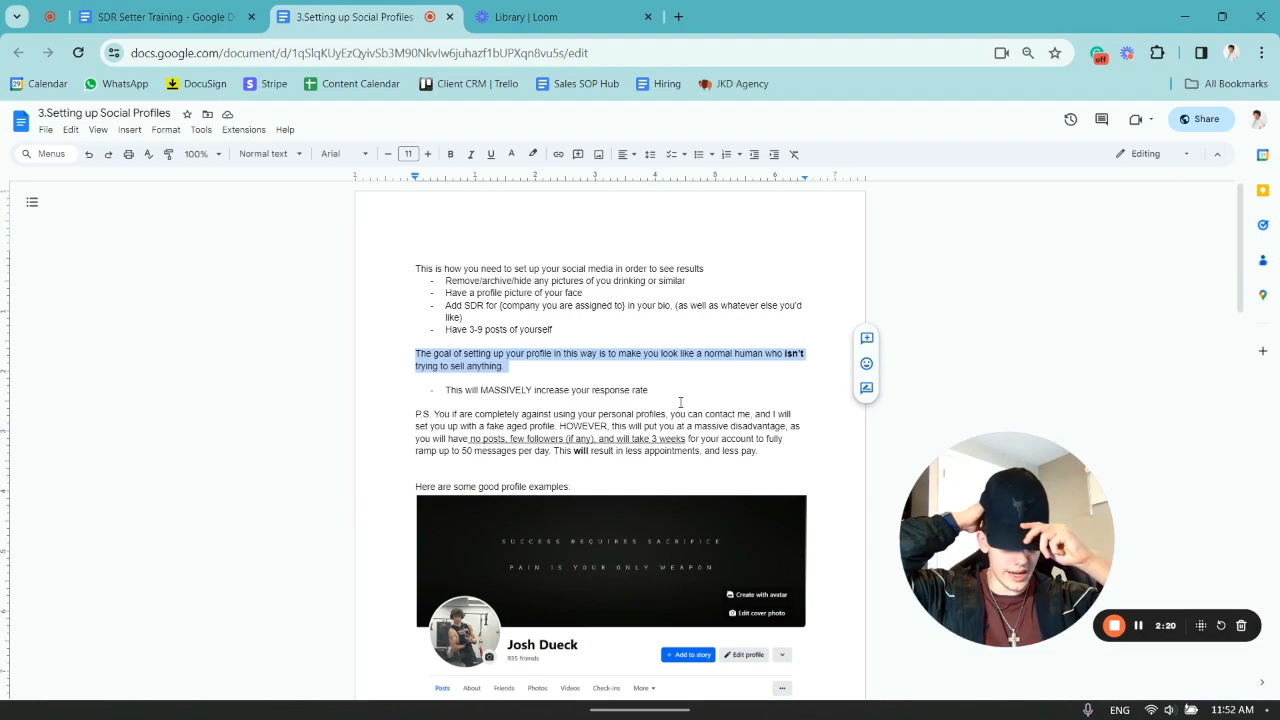 SDR - Getting Started - Goog
3.Setting up Social Profiles
Library | Loom
docs.google.com/document/d/1qSlqKUyEzQyivSb3M90Nkvlw6juhazf1bUPXqn8vu5s/edit
off
Calendar
WhatsApp
DocuSign
Stripe
Content Calendar
Client CRM | Trello
Sales SOP Hub
Hiring
JKD Agency
All Bookmarks
3.Setting up Social Profiles
File Edit View Insert Format Tools Extensions Help
Share
Menus
100%
Normal text
Arial
11
Editing
This is how you need to set up your social media in order to see results
- Remove/archive/hide any pictures of you drinking or similar
- Have a profile picture of your face
- Add SDR for {company you are assigned to} in your bio, (as well as whatever else you'd
like)
- Have 3-9 posts of yourself
The goal of setting up your profile in this way is to make you look like a normal human who isn't
trying to sell anything.
- This will MASSIVELY increase your response rate
P.S. You if are completely against using your personal profiles, you can contact me, and I will
set you up with a fake aged profile. HOWEVER, this will put you at a massive disadvantage, as
you will have no posts, few followers (if any), and will take 3 weeks for your account to fully
ramp up to 50 messages per day. This will result in less appointments, and less pay.
Here are some good profile examples:
SUCCESS REQUIRES SACRIFICE
PAIN IS YOUR ONLY WEAPON
Create with avatar
Edit cover photo
Josh Dueck
935 friends
+ Add to story
Edit profile
Posts About Friends Photos Videos Check-ins More
ENG
11:52 AM